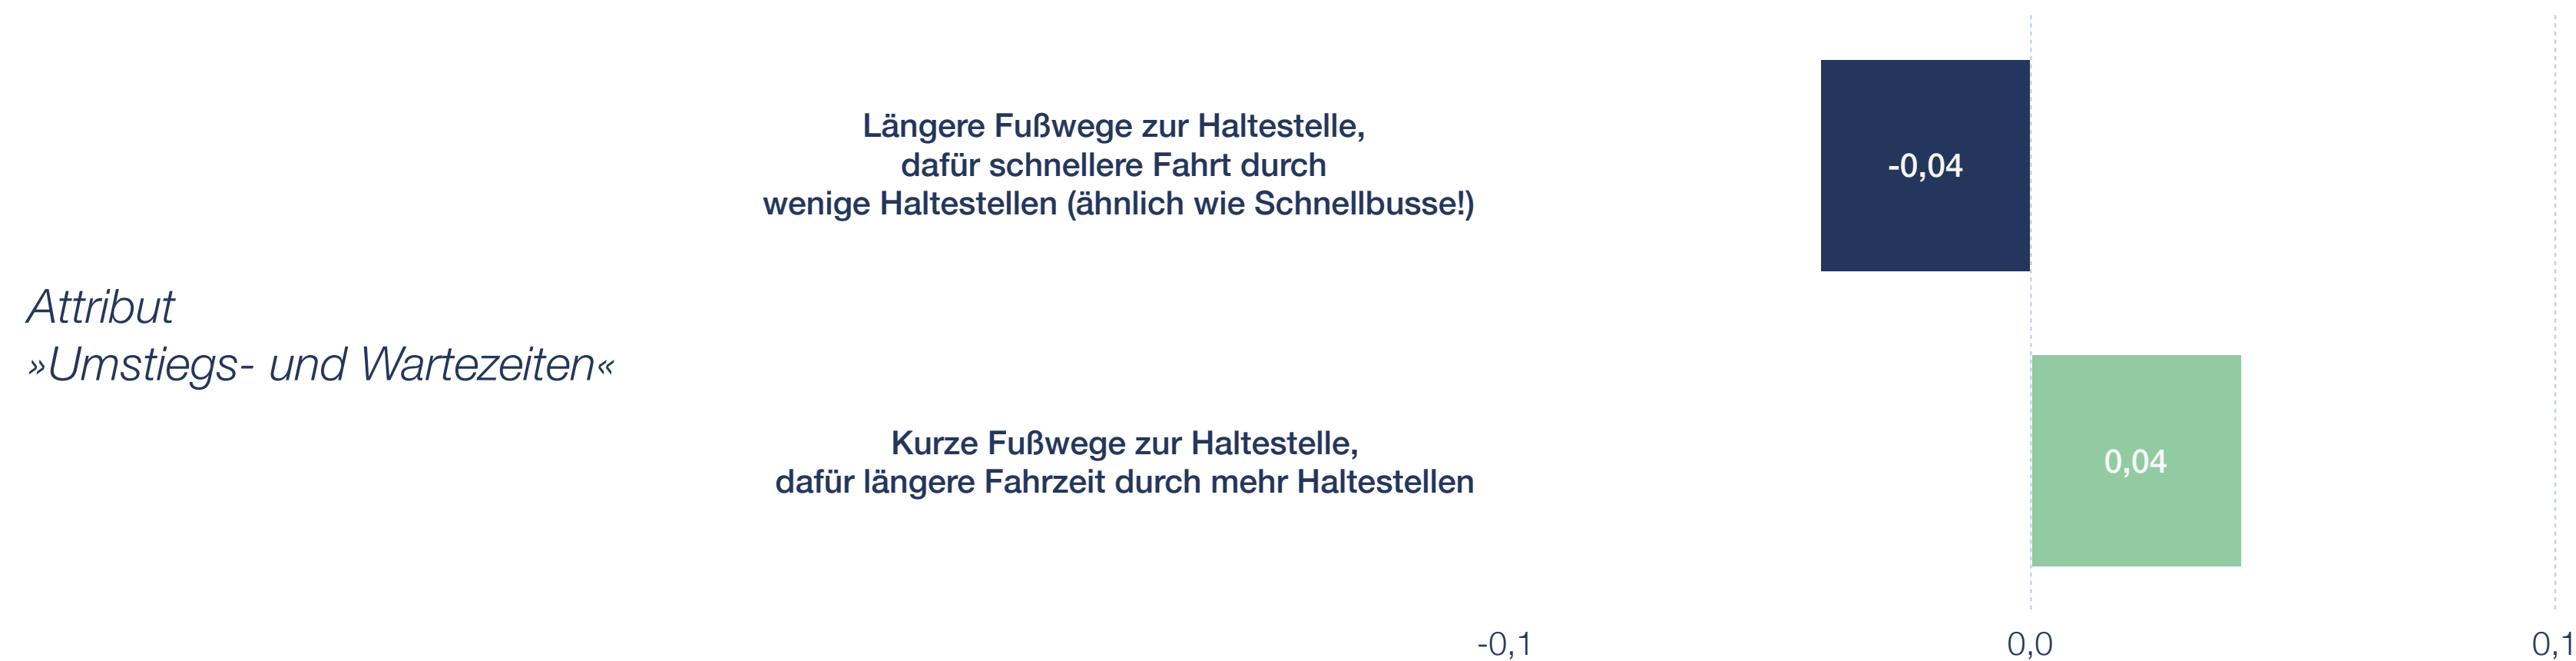 Attribut
»Umstiegs- und Wartezeiten«
Längere Fußwege zur Haltestelle,
dafür schnellere Fahrt durch
wenige Haltestellen (ähnlich wie Schnellbusse!)
-0,04
Kurze Fußwege zur Haltestelle,
dafür längere Fahrzeit durch mehr Haltestellen
0,04
-0,1
0,0
0,1